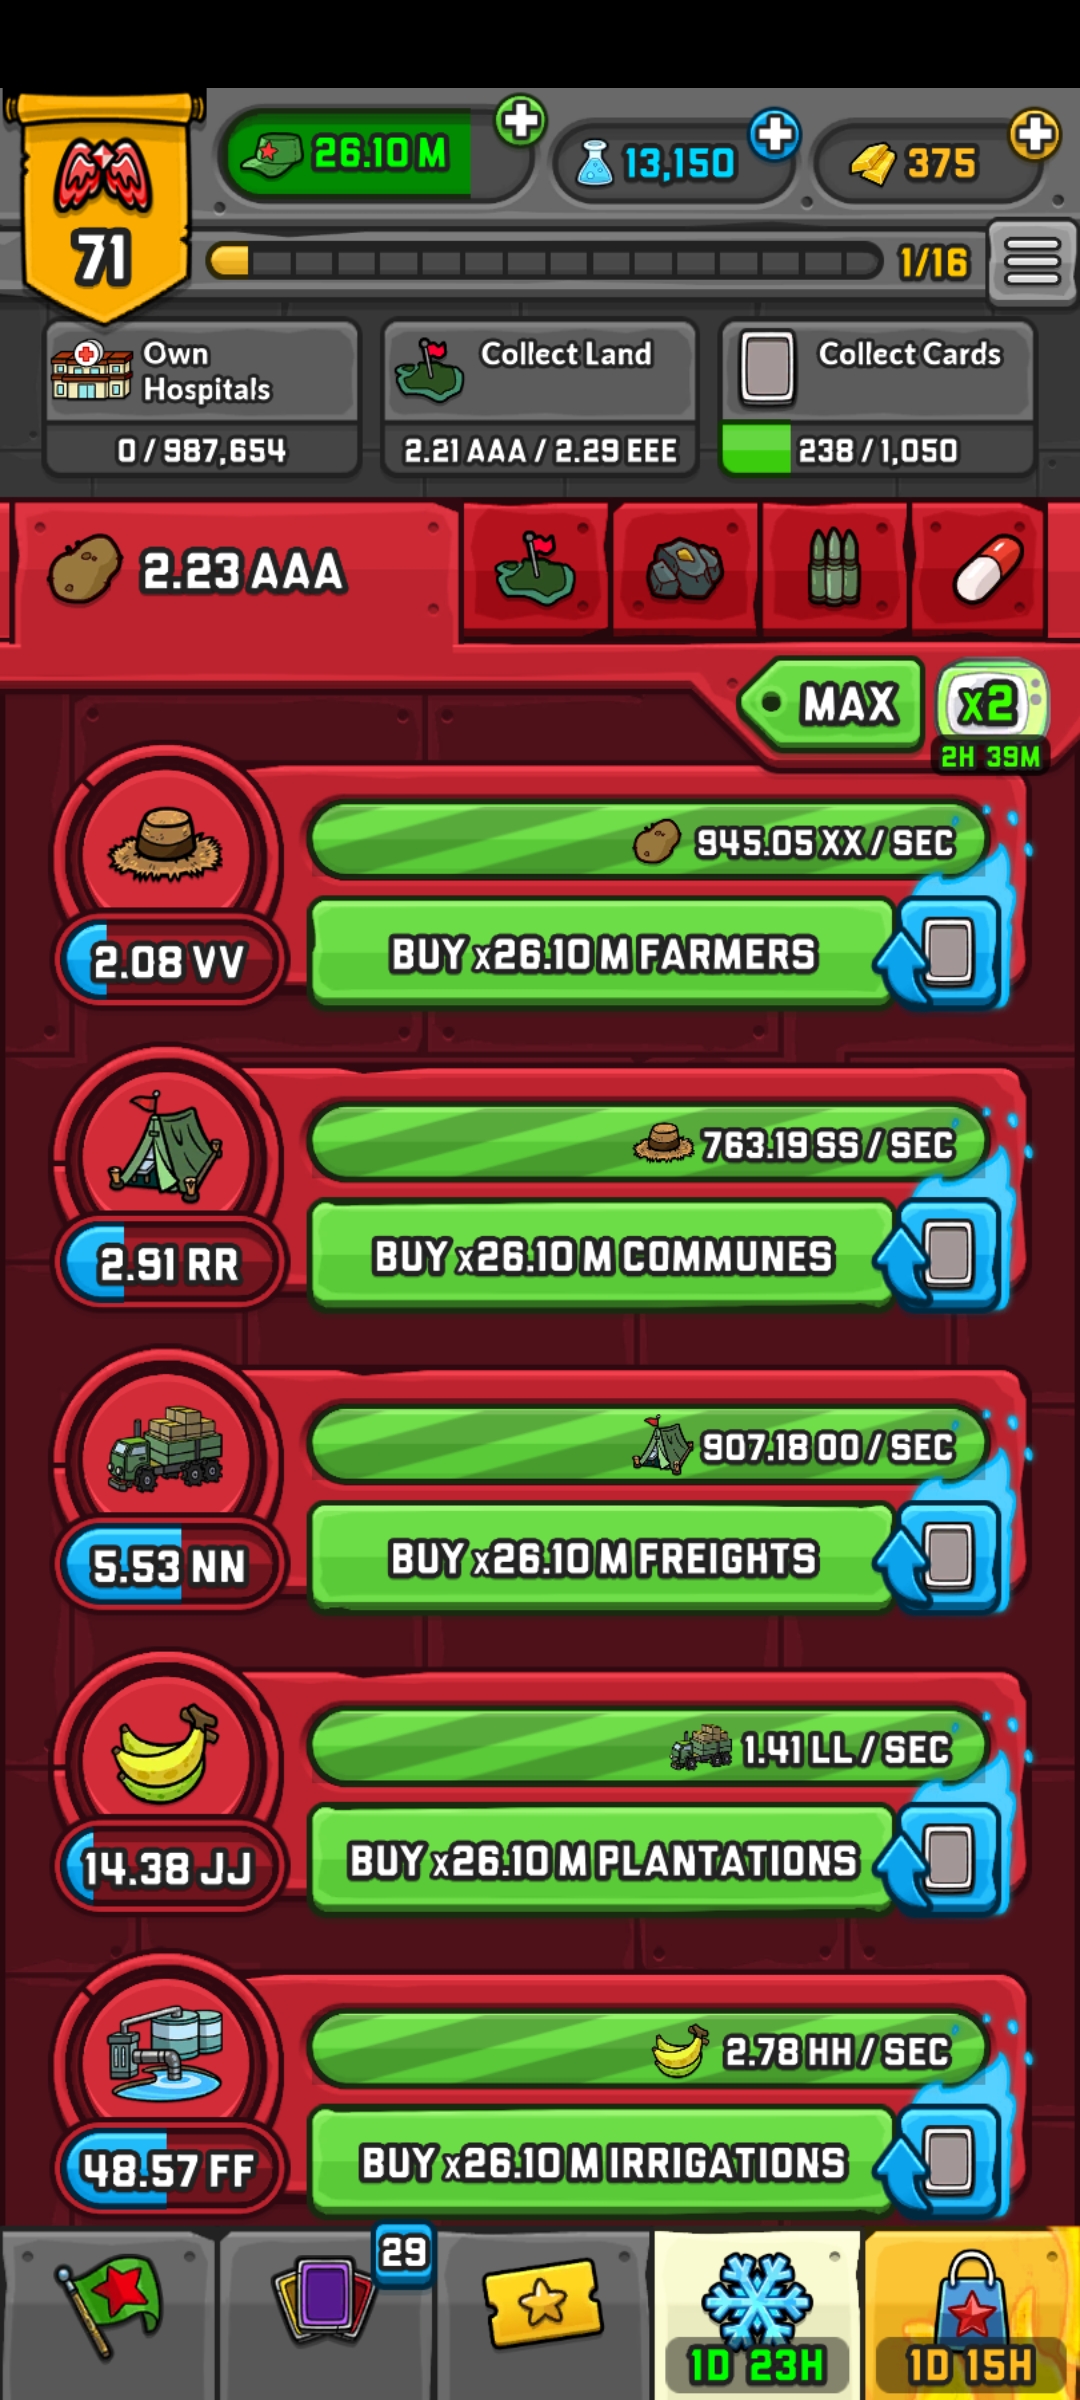 26.10 M
13,150
375
71
1/16
Own
Hospitals
0 / 987,654
Collect Land
2.21 AAA / 2.29 EEE
Collect Cards
238 / 1,050
2.23 AAA
MAX
x2
2H 39M
945.05 XX / SEC
2.08 VV
BUY x26.10 M FARMERS
763.19 SS / SEC
2.91 RR
BUY x26.10 M COMMUNES
907.18 OO / SEC
5.53 NN
BUY x26.10 M FREIGHTS
1.41 LL / SEC
14.38 JJ
BUY x26.10 M PLANTATIONS
2.78 HH / SEC
48.57 FF
BUY x26.10 M IRRIGATIONS
29
1D 23H
1D 15H